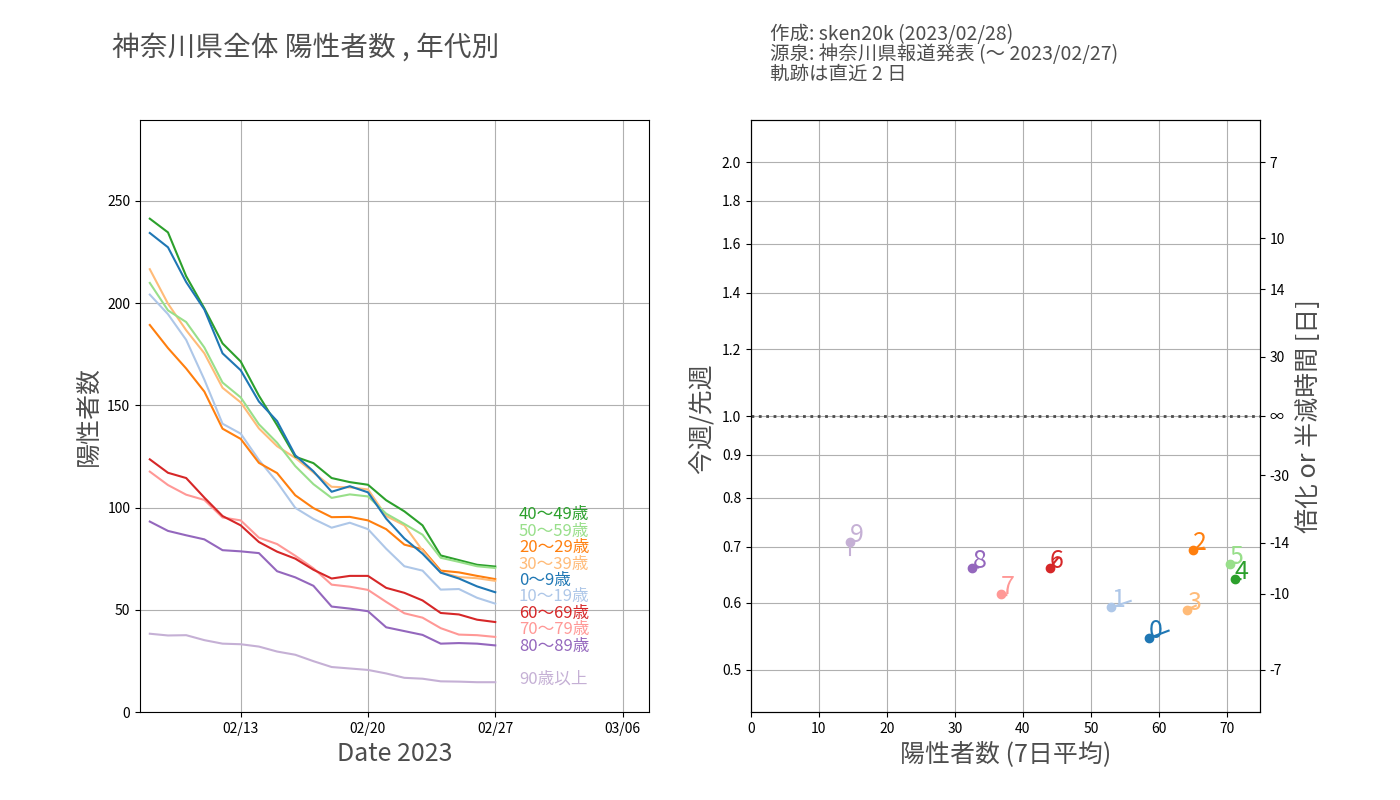 神奈川県全体 陽性者数 , 年代別
作成: sken20k (2023/02/28)
源泉: 神奈川県報道発表 (〜 2023/02/27)
軌跡は直近 2 日
陽性者数
250
200
150
100
50
0
02/13
02/20
02/27
03/06
Date 2023
40〜49歳
50〜59歳
20〜29歳
30〜39歳
0〜9歳
10〜19歳
60〜69歳
70〜79歳
80〜89歳
90歳以上
今週/先週
2.0
1.8
1.6
1.4
1.2
1.0
0.9
0.8
0.7
0.6
0.5
9
8
7
6
1
0
2
3
5
4
0
10
20
30
40
50
60
70
陽性者数 (7日平均)
7
10
14
30
∞
-30
-14
-10
-7
倍化 or 半減時間 [日]